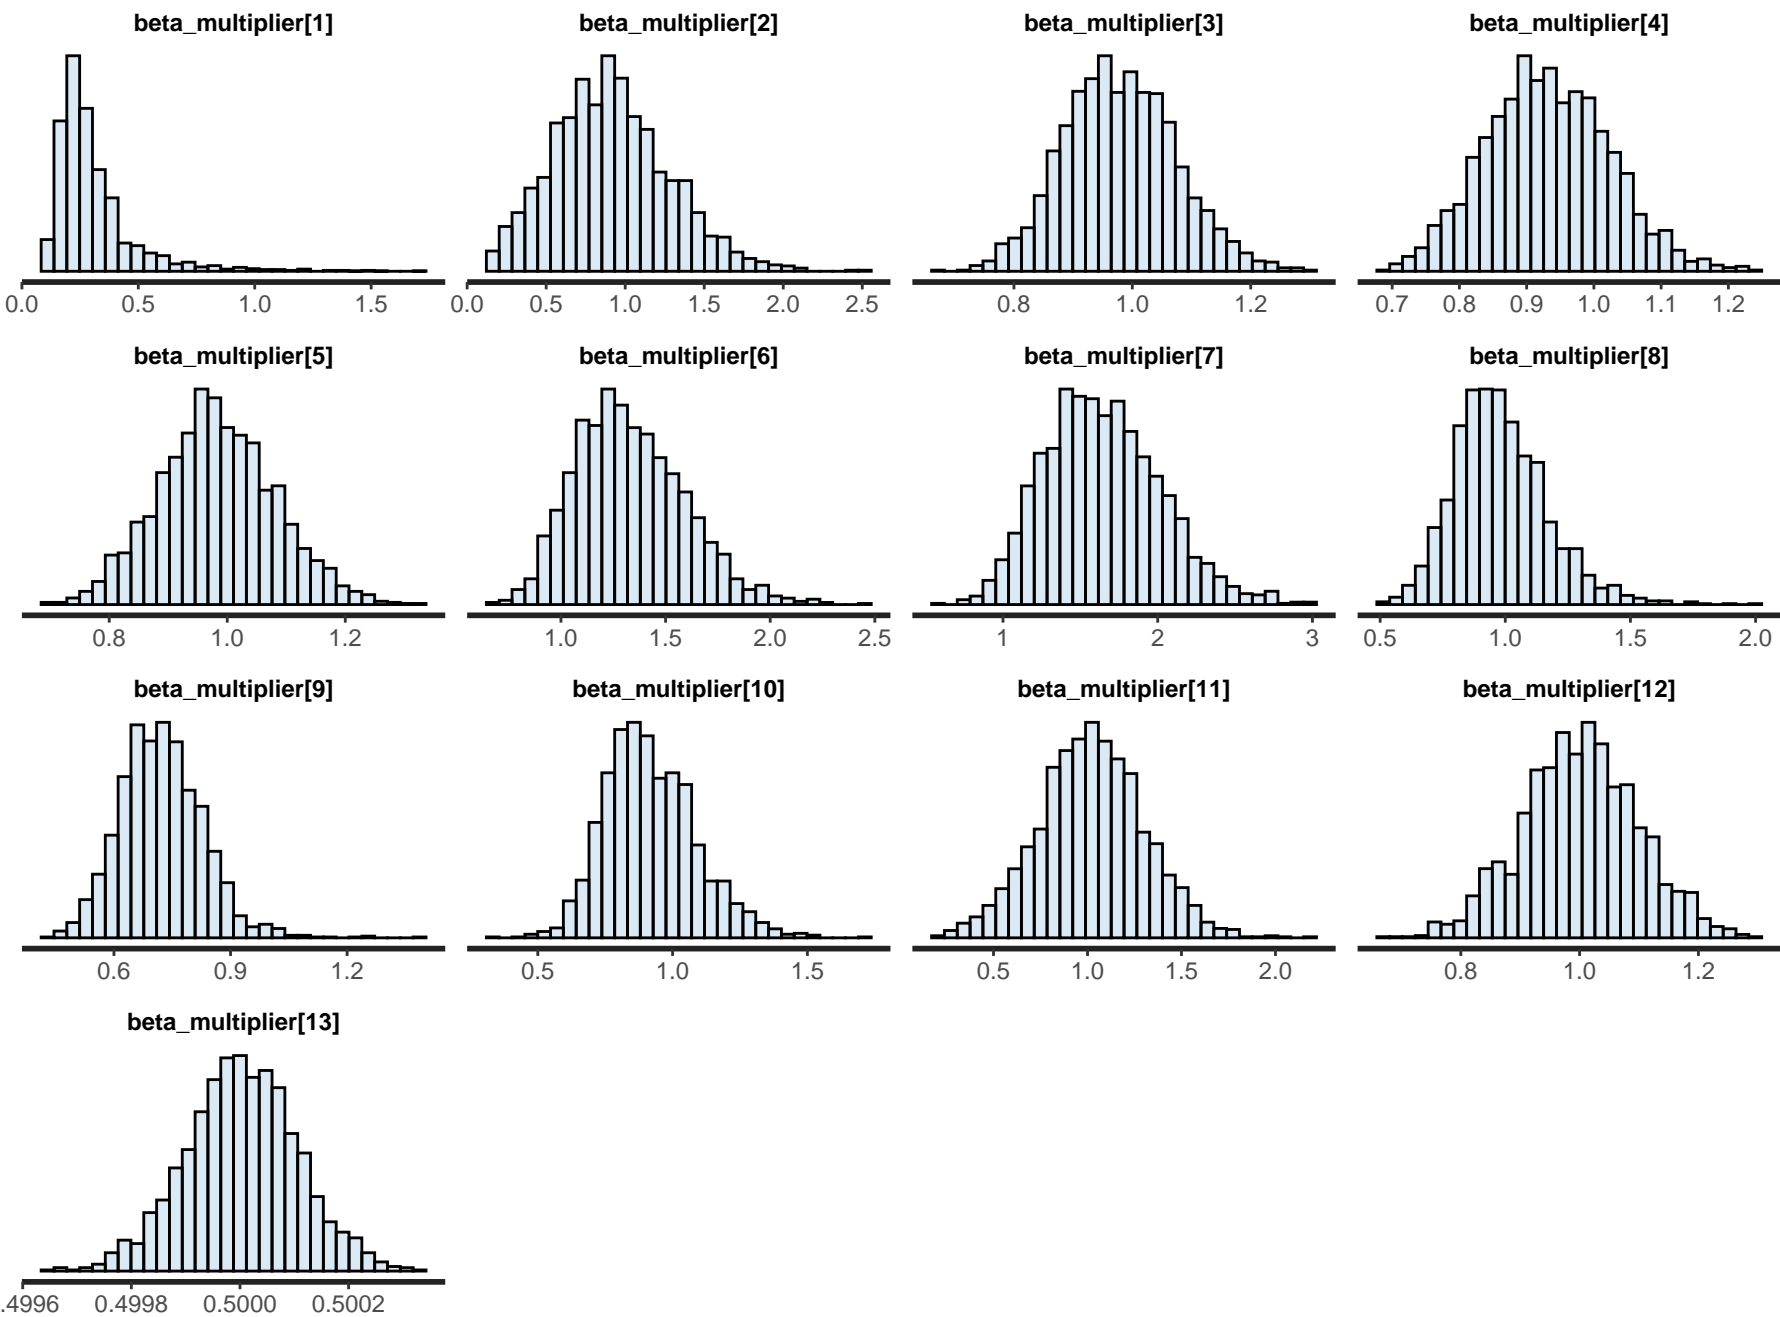 beta_multiplier[1] beta_multiplier[2] beta_multiplier[3] beta_multiplier[4]
0.0 0.5 1.0 1.5 0.0 0.5 1.0 1.5 2.0 2.5 0.8 1.0 1.2 0.7 0.8 0.9 1.0 1.1 1.2
beta_multiplier[5] beta_multiplier[6] beta_multiplier[7] beta_multiplier[8]
0.8 1.0 1.2 1.0 1.5 2.0 2.5 1 2 3 0.5 1.0 1.5 2.0
beta_multiplier[9] beta_multiplier[10] beta_multiplier[11] beta_multiplier[12]
0.6 0.9 1.2 0.5 1.0 1.5 0.5 1.0 1.5 2.0 0.8 1.0 1.2
beta_multiplier[13]
.4996 0.4998 0.5000 0.5002